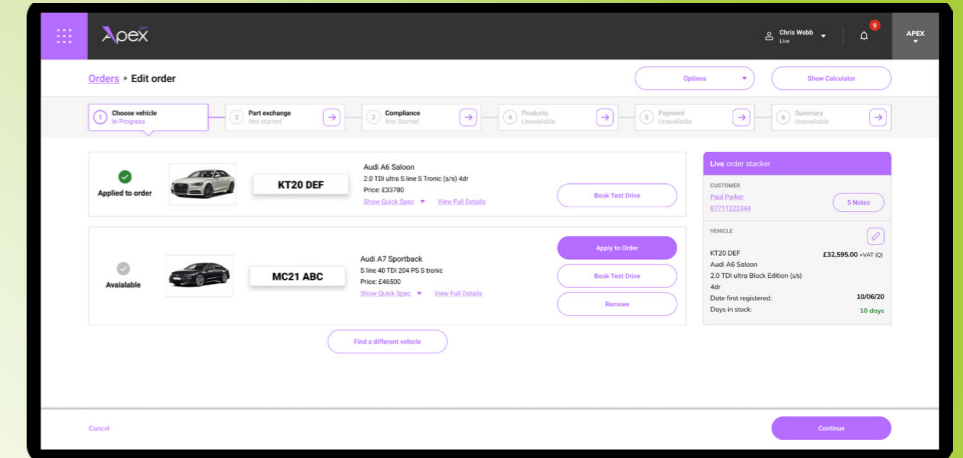 Apex
Chris Webb
Live
9
APEX
Orders ▸ Edit order
Options
Show Calculator
1 Choose vehicle
In Progress
2 Part exchange
Not started
3 Compliance
Not Started
4 Products
Unavailable
5 Payment
Unavailable
6 Summary
Unavailable
Applied to order
KT20 DEF
Audi A6 Saloon
2.0 TDI ultra S line S Tronic (s/s) 4dr
Price: £33780
Show Quick Spec
View Full Details
Book Test Drive
Avaialable
MC21 ABC
Audi A7 Sportback
S line 40 TDI 204 PS S tronic
Price: £46500
Show Quick Spec
View Full Details
Apply to Order
Book Test Drive
Remove
Find a different vehicle
Live order stacker
CUSTOMER
Paul Parker
07711223344
5 Notes
VEHICLE
KT20 DEF £32,595.00 +VAT (Q)
Audi A6 Saloon
2.0 TDI ultra Black Edition (s/s)
4dr
Date first registered: 10/06/20
Days in stock: 10 days
Cancel
Continue